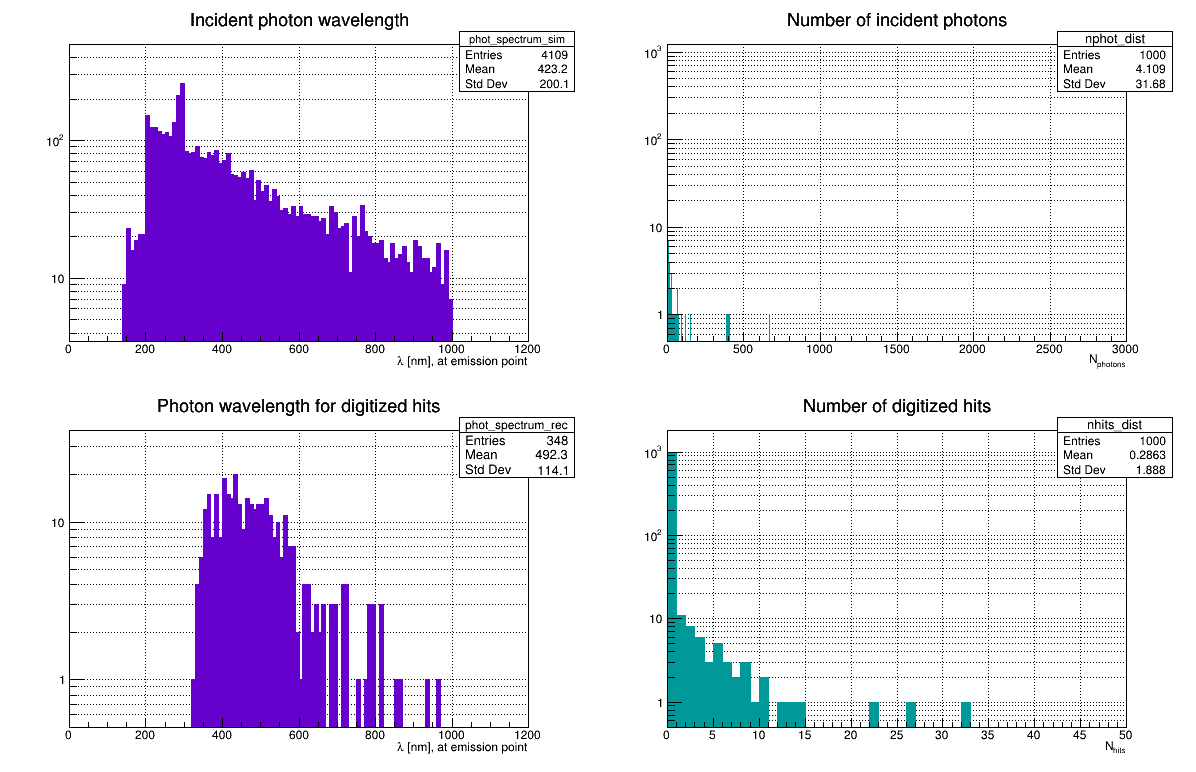 Incident photon wavelength
phot_spectrum_sim
Entries 4109
Mean 423.2
Std Dev 200.1
10²
10
0 200 400 600 800 1000 1200
λ [nm], at emission point
Number of incident photons
nphot_dist
Entries 1000
Mean 4.109
Std Dev 31.68
10³
10²
10
1
0 500 1000 1500 2000 2500 3000
N_photons
Photon wavelength for digitized hits
phot_spectrum_rec
Entries 348
Mean 492.3
Std Dev 114.1
10
1
0 200 400 600 800 1000 1200
λ [nm], at emission point
Number of digitized hits
nhits_dist
Entries 1000
Mean 0.2863
Std Dev 1.888
10³
10²
10
1
0 5 10 15 20 25 30 35 40 45 50
N_hits